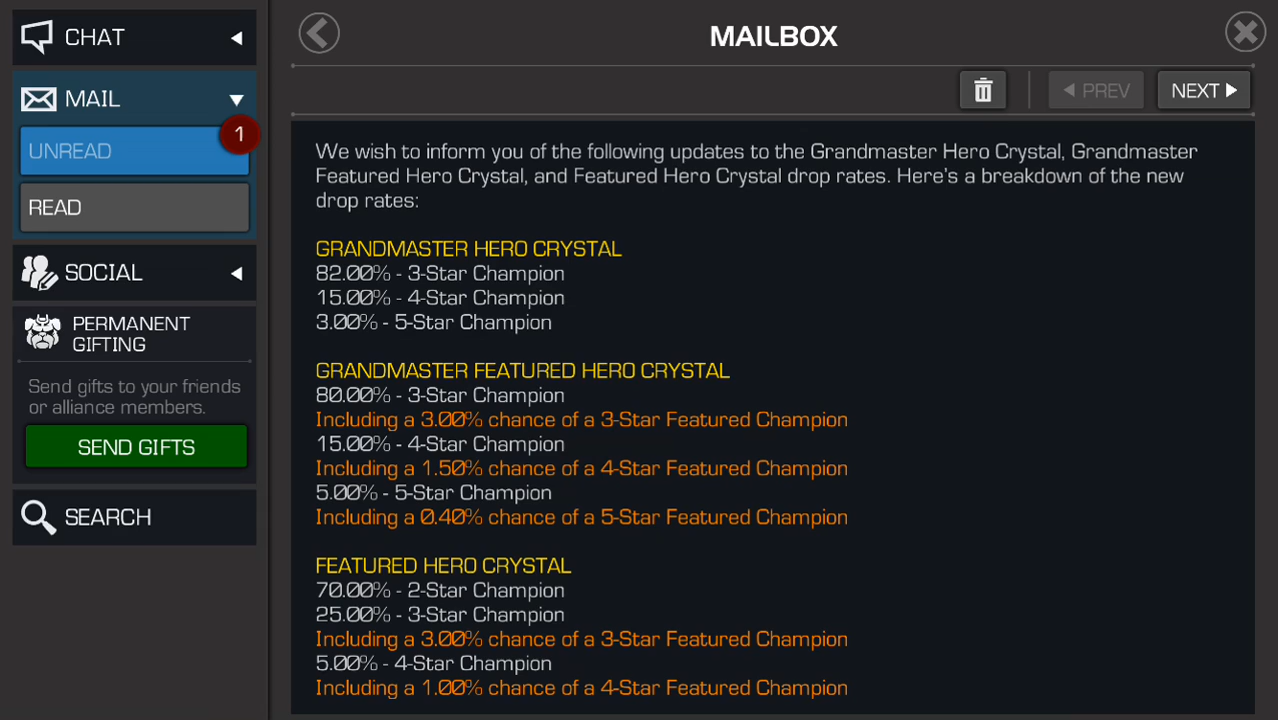 CHAT
MAIL
1
UNREAD
READ
SOCIAL
PERMANENT
GIFTING
Send gifts to your friends
or alliance members.
SEND GIFTS
SEARCH
MAILBOX
PREV
NEXT
We wish to inform you of the following updates to the Grandmaster Hero Crystal, Grandmaster
Featured Hero Crystal, and Featured Hero Crystal drop rates. Here's a breakdown of the new
drop rates:
GRANDMASTER HERO CRYSTAL
82.00% - 3-Star Champion
15.00% - 4-Star Champion
3.00% - 5-Star Champion
GRANDMASTER FEATURED HERO CRYSTAL
80.00% - 3-Star Champion
Including a 3.00% chance of a 3-Star Featured Champion
15.00% - 4-Star Champion
Including a 1.50% chance of a 4-Star Featured Champion
5.00% - 5-Star Champion
Including a 0.40% chance of a 5-Star Featured Champion
FEATURED HERO CRYSTAL
70.00% - 2-Star Champion
25.00% - 3-Star Champion
Including a 3.00% chance of a 3-Star Featured Champion
5.00% - 4-Star Champion
Including a 1.00% chance of a 4-Star Featured Champion